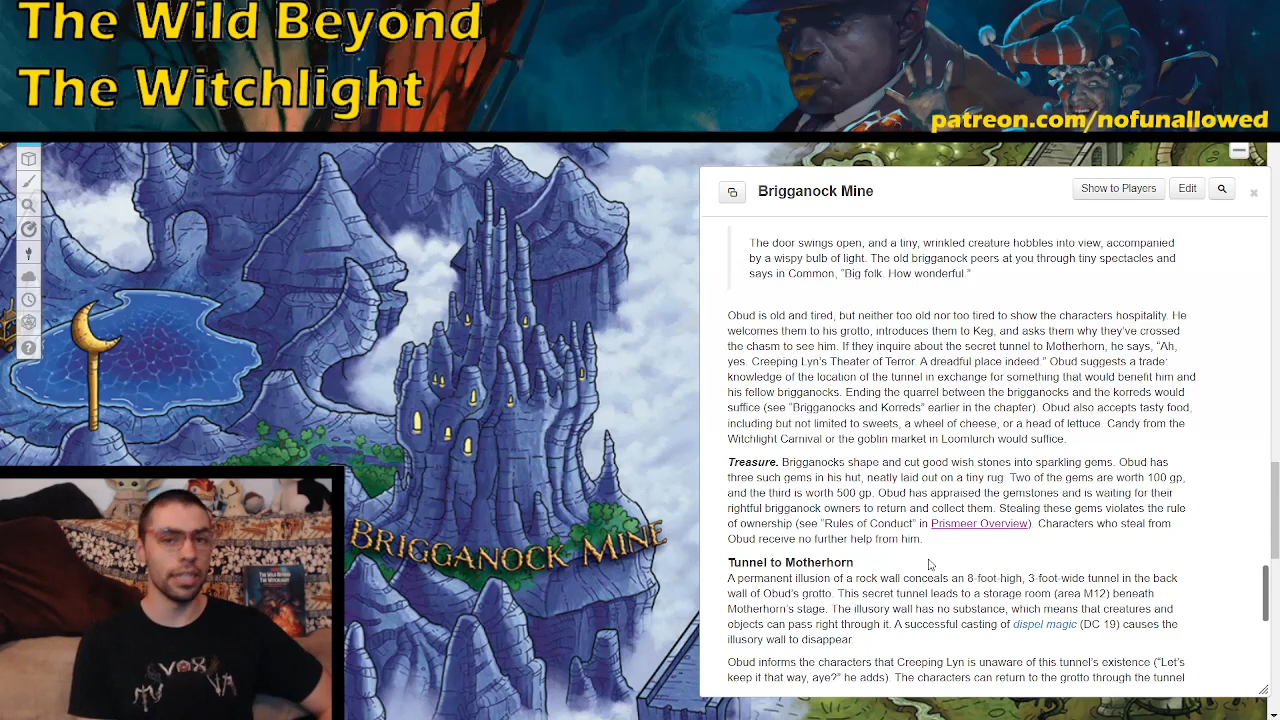 The Wild Beyond
The Witchlight
patreon.com/nofunallowed
Brigganock Mine
Show to Players
Edit
The door swings open, and a tiny, wrinkled creature hobbles into view, accompanied
by a wispy bulb of light. The old brigganock peers at you through tiny spectacles and
says in Common, “Big folk. How wonderful.”
Obud is old and tired, but neither too old nor too tired to show the characters hospitality. He
welcomes them to his grotto, introduces them to Keg, and asks them why they've crossed
the chasm to see him. If they inquire about the secret tunnel to Motherhorn, he says, “Ah,
yes. Creeping Lyn's Theater of Terror. A dreadful place indeed.” Obud suggests a trade:
knowledge of the location of the tunnel in exchange for something that would benefit him and
his fellow brigganocks. Ending the quarrel between the brigganocks and the korreds would
suffice (see “Brigganocks and Korreds” earlier in the chapter). Obud also accepts tasty food,
including but not limited to sweets, a wheel of cheese, or a head of lettuce. Candy from the
Witchlight Carnival or the goblin market in Loomlurch would suffice.
Treasure. Brigganocks shape and cut good wish stones into sparkling gems. Obud has
three such gems in his hut, neatly laid out on a tiny rug. Two of the gems are worth 100 gp,
and the third is worth 500 gp. Obud has appraised the gemstones and is waiting for their
rightful brigganock owners to return and collect them. Stealing these gems violates the rule
of ownership (see “Rules of Conduct” in Prismeer Overview). Characters who steal from
Obud receive no further help from him.
Tunnel to Motherhorn
A permanent illusion of a rock wall conceals an 8-foot-high, 3-foot-wide tunnel in the back
wall of Obud's grotto. This secret tunnel leads to a storage room (area M12) beneath
Motherhorn's stage. The illusory wall has no substance, which means that creatures and
objects can pass right through it. A successful casting of dispel magic (DC 19) causes the
illusory wall to disappear.
Obud informs the characters that Creeping Lyn is unaware of this tunnel's existence (“Let's
keep it that way, aye?” he adds). The characters can return to the grotto through the tunnel
BRIGGANOCK MINE
THE WILD BEYOND
THE WITCHLIGHT